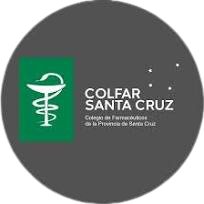 COLFAR
SANTA CRUZ
Colegio de Farmacéuticos
de la Provincia de Santa Cruz